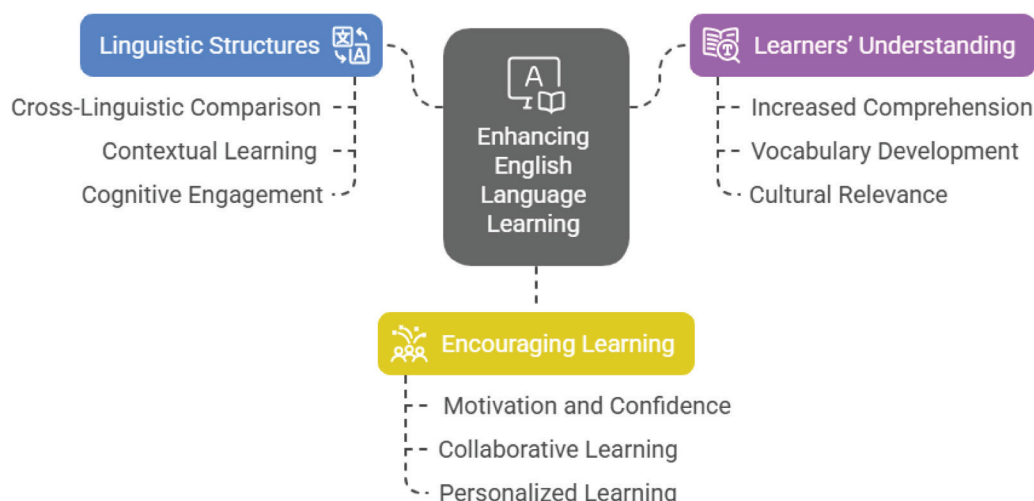 Linguistic Structures
Cross-Linguistic Comparison
Contextual Learning
Cognitive Engagement
A
Enhancing
English
Language
Learning
Learners’ Understanding
Increased Comprehension
Vocabulary Development
Cultural Relevance
Encouraging Learning
Motivation and Confidence
Collaborative Learning
Personalized Learning